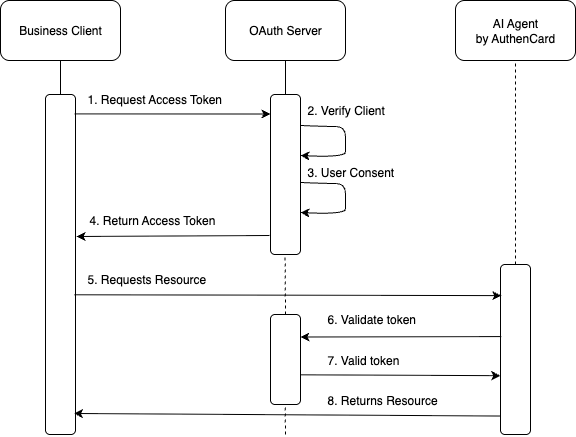 Business Client
OAuth Server
AI Agent
by AuthenCard
1. Request Access Token
2. Verify Client
3. User Consent
4. Return Access Token
5. Requests Resource
6. Validate token
7. Valid token
8. Returns Resource